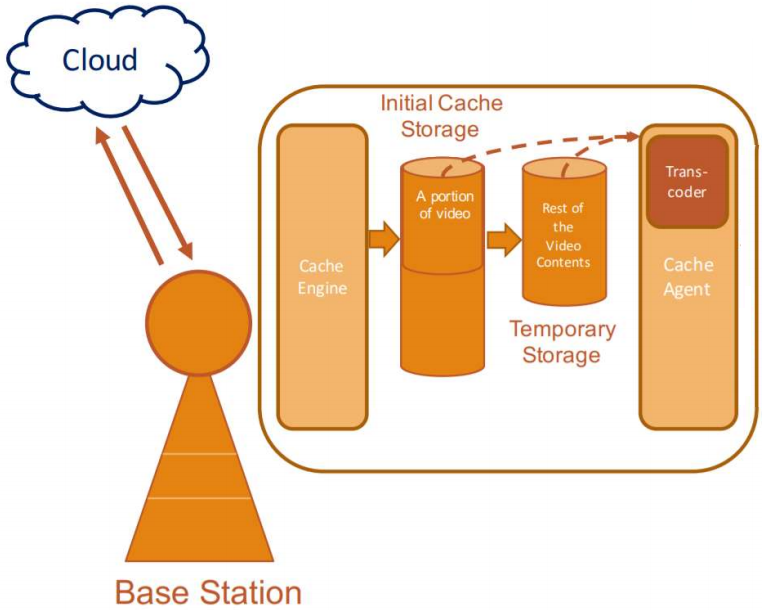 Cloud
Initial Cache
Storage
Trans-
coder
A portion
of video
Rest of
the
Video
Contents
Cache
Engine
Cache
Agent
Temporary
Storage
Base Station